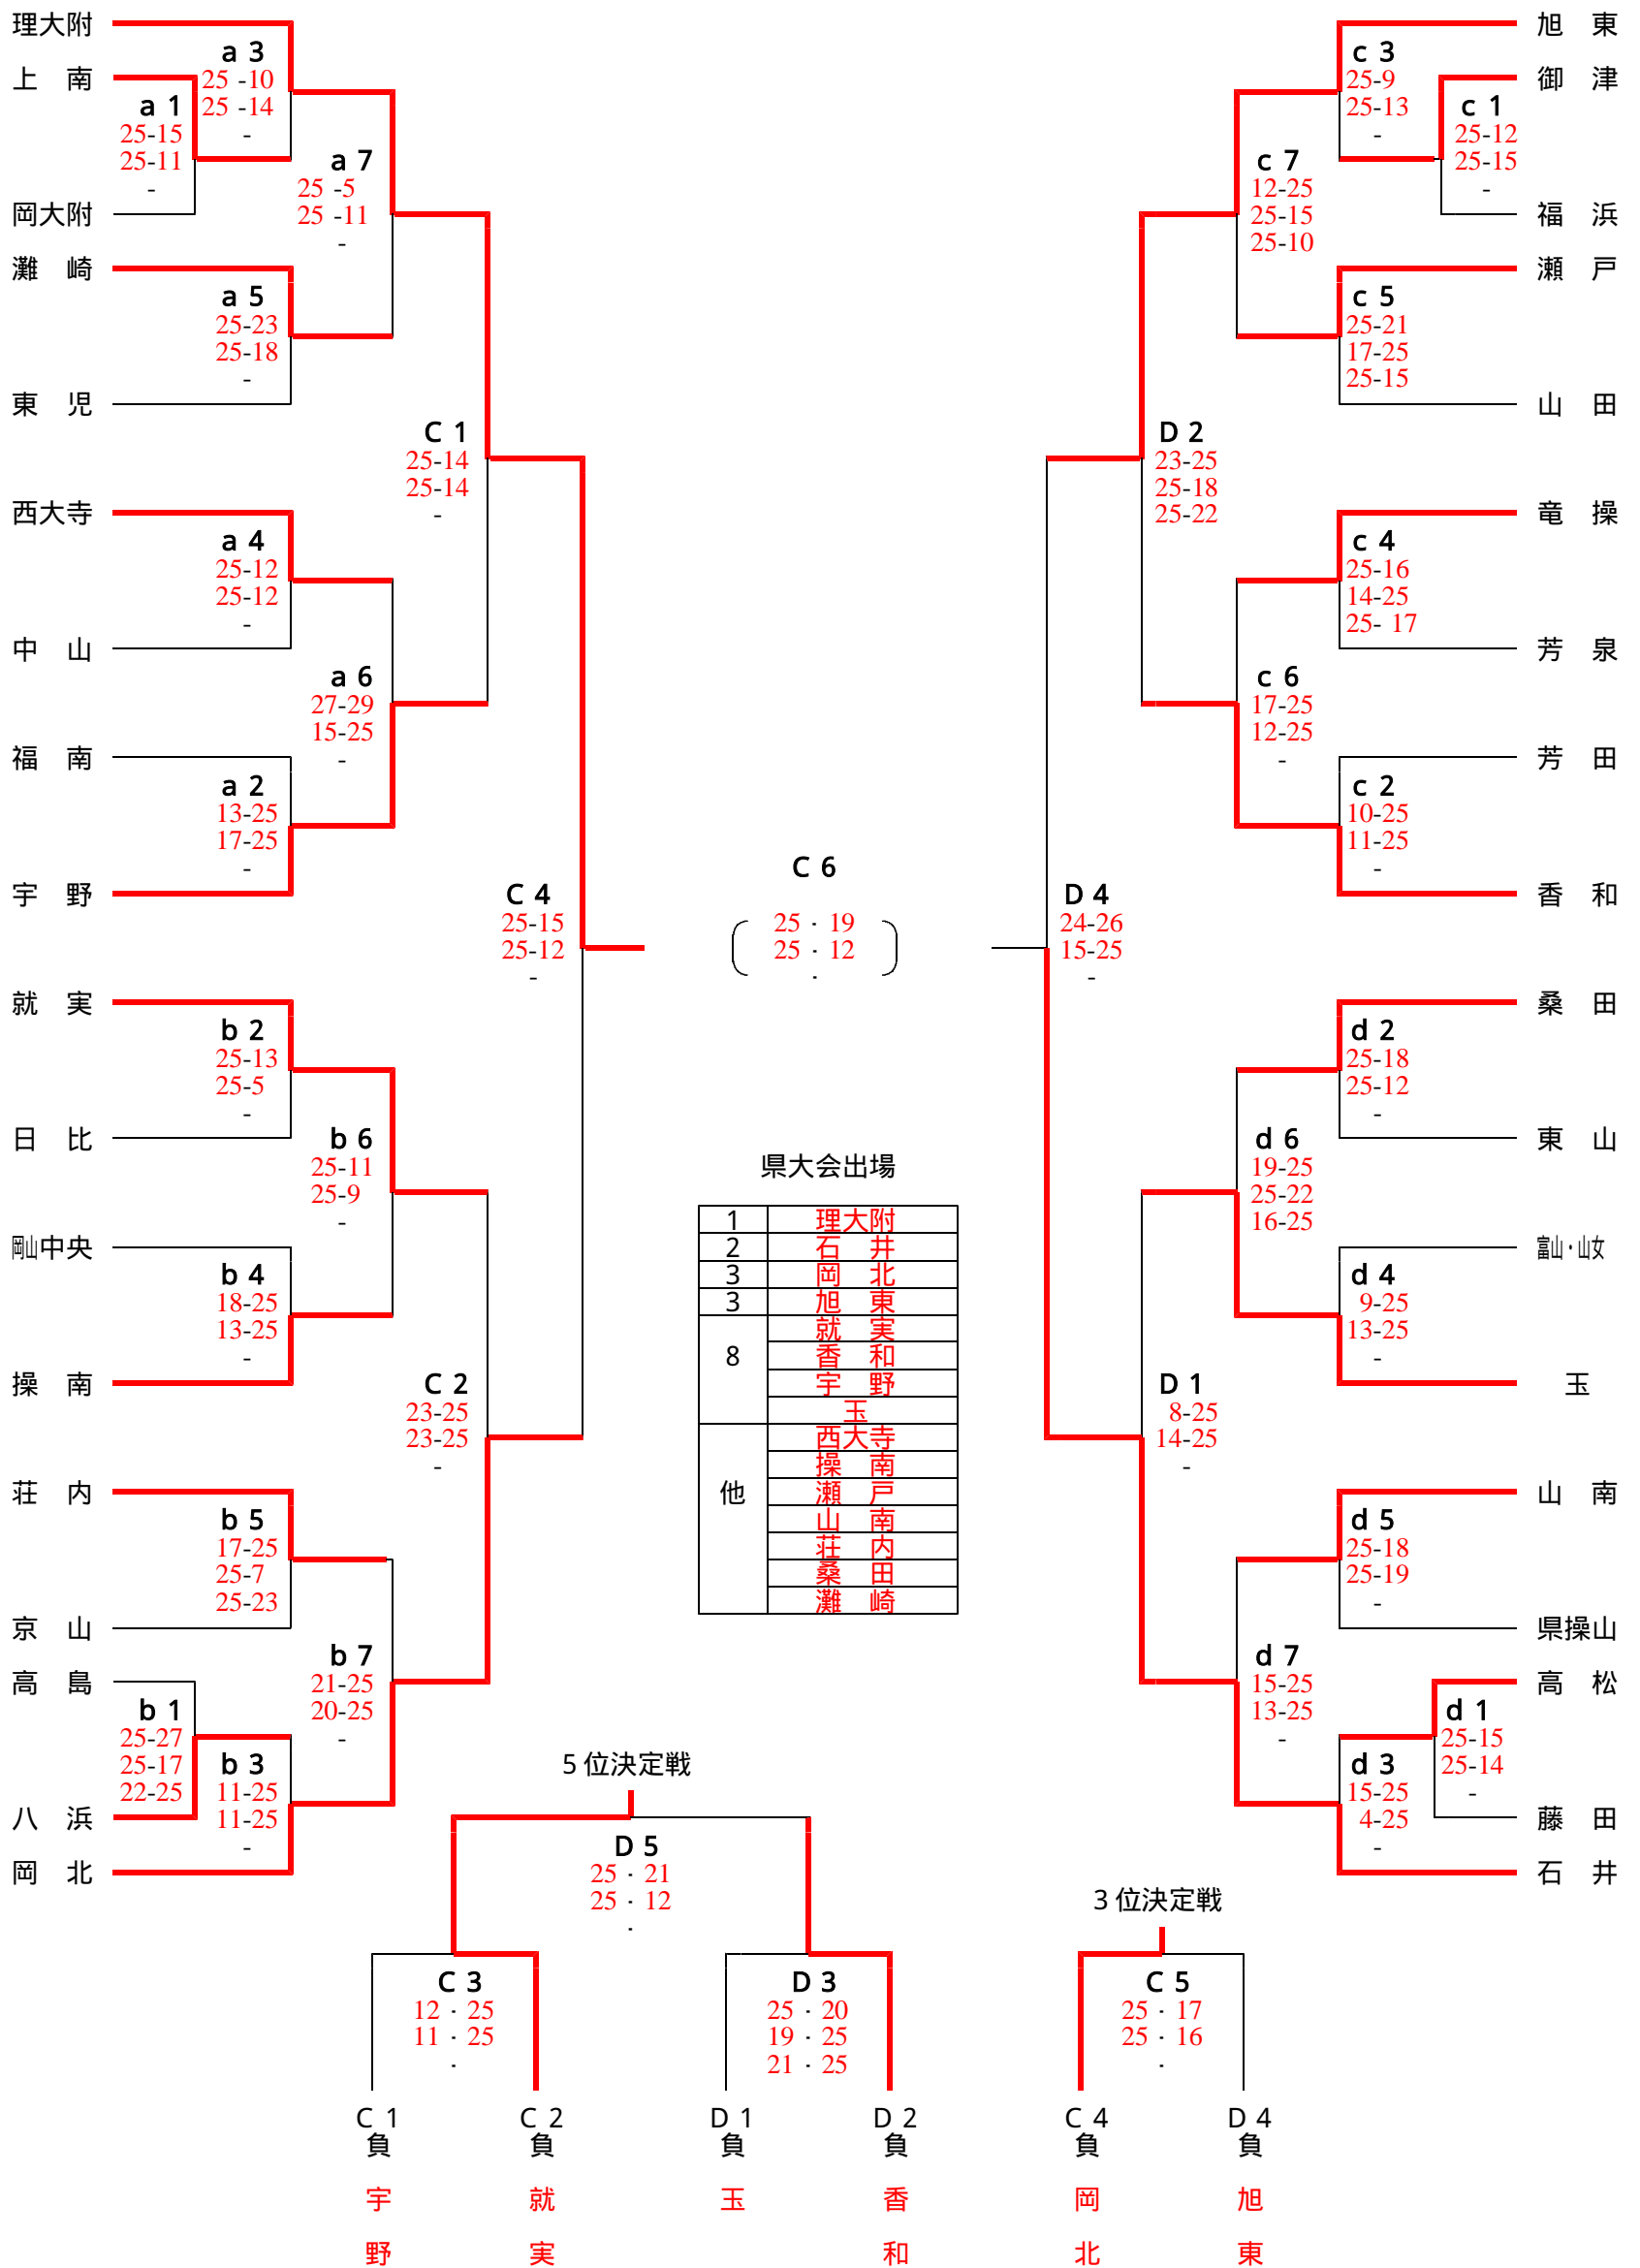 理大附
a 3
25 -10
25 -14
-
上　南
a 1
25-15
25-11
-
岡大附
a 7
25 -5
25 -11
-
灘　崎
a 5
25-23
25-18
-
東　児
C 1
25-14
25-14
-
西大寺
a 4
25-12
25-12
-
中　山
a 6
27-29
15-25
-
福　南
a 2
13-25
17-25
-
宇　野
C 4
25-15
25-12
-
就　実
b 2
25-13
25-5
-
日　比
b 6
25-11
25-9
-
岡山中央
b 4
18-25
13-25
-
操　南
C 2
23-25
23-25
-
荘　内
b 5
17-25
25-7
25-23
京　山
b 7
21-25
20-25
-
高　島
b 1
25-27
25-17
22-25
八　浜
b 3
11-25
11-25
-
岡　北
C 6
25 - 19
25 - 12
-
県大会出場
1 理大附
2 石　井
3 岡　北
3 旭　東
8
就　実
香　和
宇　野
玉
他
西大寺
操　南
瀬　戸
山　南
荘　内
桑　田
灘　崎
旭　東
c 3
25-9
25-13
-
御　津
c 1
25-12
25-15
-
福　浜
c 7
12-25
25-15
25-10
瀬　戸
c 5
25-21
17-25
25-15
山　田
D 2
23-25
25-18
25-22
竜　操
c 4
25-16
14-25
25- 17
芳　泉
c 6
17-25
12-25
-
芳　田
c 2
10-25
11-25
-
香　和
D 4
24-26
15-25
-
桑　田
d 2
25-18
25-12
-
東　山
d 6
19-25
25-22
16-25
富山・山女
d 4
9-25
13-25
-
玉
D 1
8-25
14-25
-
山　南
d 5
25-18
25-19
-
県操山
d 7
15-25
13-25
-
高　松
d 1
25-15
25-14
-
藤　田
d 3
15-25
4-25
-
石　井
5 位決定戦
D 5
25 - 21
25 - 12
-
C 3
12 - 25
11 - 25
-
D 3
25 - 20
19 - 25
21 - 25
3 位決定戦
C 5
25 - 17
25 - 16
-
C 1
負
宇
野
C 2
負
就
実
D 1
負
玉
D 2
負
香
和
C 4
負
岡
北
D 4
負
旭
東